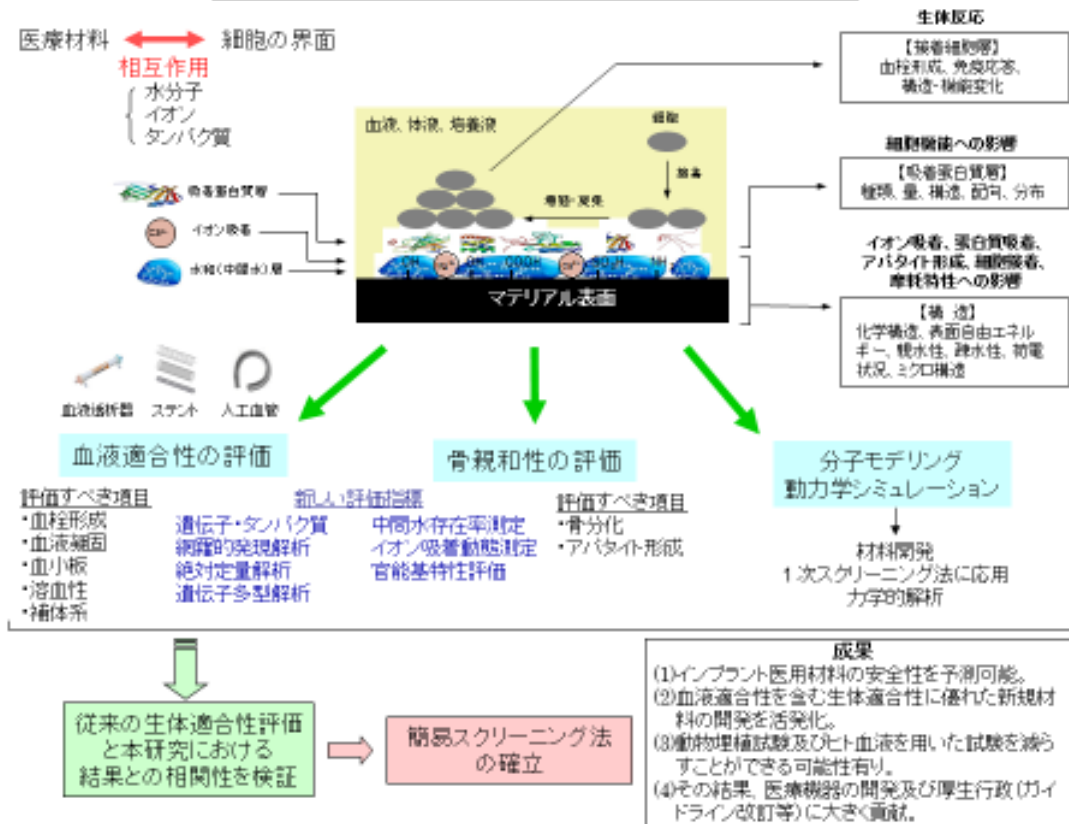 医療材料
細胞の界面
相互作用
水分子
イオン
タンパク質
血液、体液、培養液
細胞
接着
増殖・凝集
吸着蛋白質層
イオン吸着
水和(中間水)層
OH
COOH
NH
マテリアル表面
生体反応
【接着細胞層】
血栓形成、免疫応答、
構造・機能変化
細胞機能への影響
【吸着蛋白質層】
種類、量、構造、配向、分布
イオン吸着、蛋白質吸着、
アパタイト形成、細胞接着、
摩耗特性への影響
【構 造】
化学構造、表面自由エネル
ギー、親水性、疎水性、荷電
状況、ミクロ構造
血液透析器
ステント
人工血管
血液適合性の評価
骨親和性の評価
分子モデリング
動力学シミュレーション
評価すべき項目
・血栓形成
・血液凝固
・血小板
・溶血性
・補体系
新しい評価指標
遺伝子・タンパク質
網羅的発現解析
絶対定量解析
遺伝子多型解析
中間水存在率測定
イオン吸着動態測定
官能基特性評価
評価すべき項目
・骨分化
・アパタイト形成
材料開発
1次スクリーニング法に応用
力学的解析
従来の生体適合性評価
と本研究における
結果との相関性を検証
簡易スクリーニング法
の確立
成果
(1)インプラント医用材料の安全性を予測可能。
(2)血液適合性を含む生体適合性に優れた新規材
料の開発を活発化。
(3)動物埋植試験及びヒト血液を用いた試験を減ら
すことができる可能性有り。
(4)その結果、医療機器の開発及び厚生行政(ガイ
ドライン改訂等)に大きく貢献。